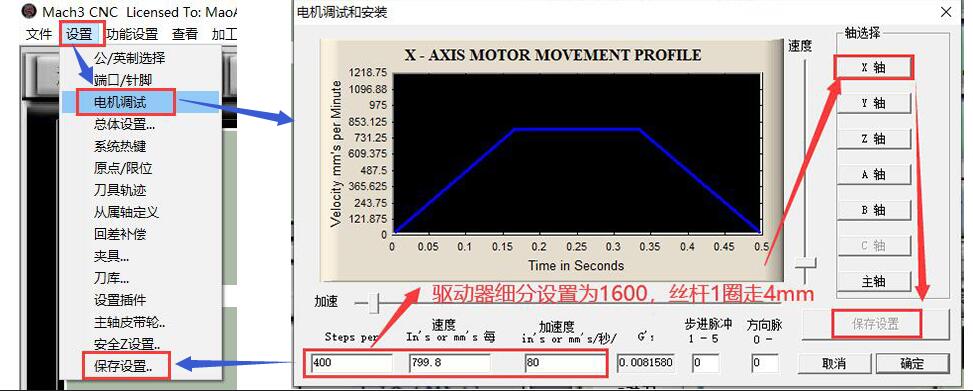 Mach3 CNC Licensed To: MaoA
文件 设置 功能设置 查看 加工
公/英制选择
端口/针脚
电机调试
总体设置...
系统热键
原点/限位
刀具轨迹
从属轴定义
回差补偿
夹具...
刀库...
设置插件
主轴皮带轮..
安全Z设置..
保存设置..
电机调试和安装
X - AXIS MOTOR MOVEMENT PROFILE
Velocity mm's per Minute
1218.75
1096.88
975
853.125
731.25
609.375
487.5
365.625
243.75
121.875
0
0 0.05 0.1 0.15 0.2 0.25 0.3 0.35 0.4 0.45 0.5
Time in Seconds
速度
加速
轴选择
X 轴
Y 轴
Z 轴
A 轴
B 轴
C 轴
主轴
驱动器细分设置为1600，丝杆1圈走4mm
Steps per
速度
In's or mm's 每
加速度
in's or mm's/秒/
G's
步进脉冲
1 - 5
方向脉
0 -
400
799.8
80
0.0081580
0
0
保存设置
取消
确定